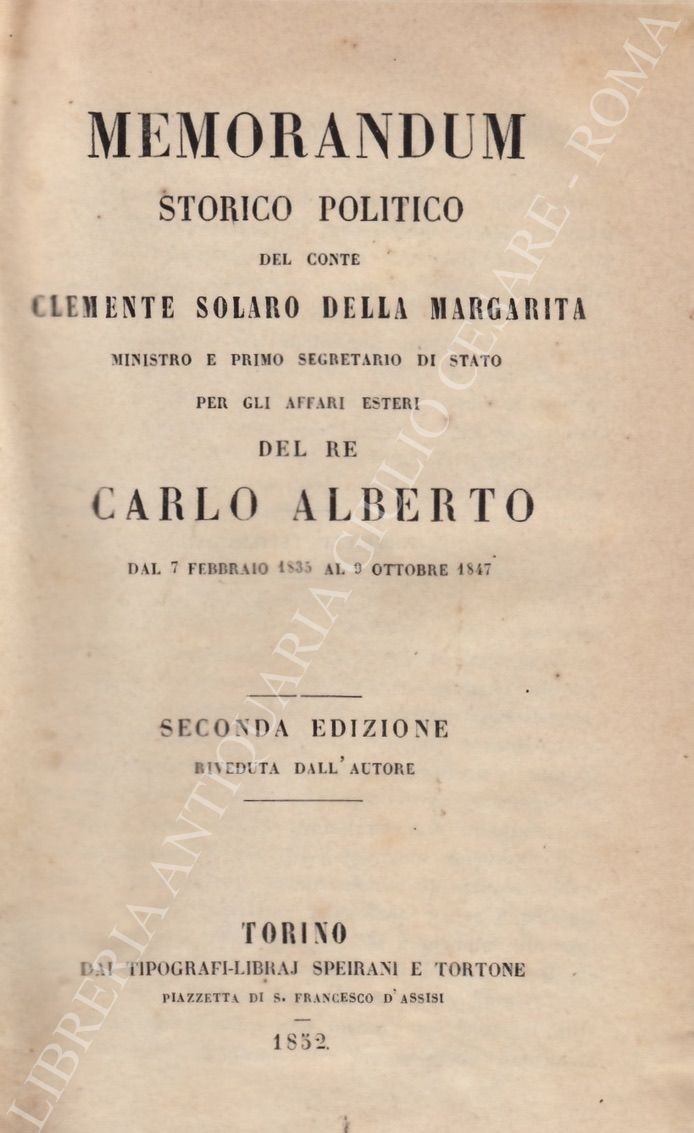 MEMORANDUM
STORICO POLITICO
DEL CONTE
CLEMENTE SOLARO DELLA MARGARITA
MINISTRO E PRIMO SEGRETARIO DI STATO
PER GLI AFFARI ESTERI
DEL RE
CARLO ALBERTO
DAL 7 FEBBRAIO 1835 AL 9 OTTOBRE 1847
SECONDA EDIZIONE
RIVEDUTA DALL'AUTORE
TORINO
DAI TIPOGRAFI-LIBRAJ SPEIRANI E TORTONE
PIAZZETTA DI S. FRANCESCO D'ASSISI
1852.
LIBRERIA ANTIQUARIA GIULIO CESARE - ROMA